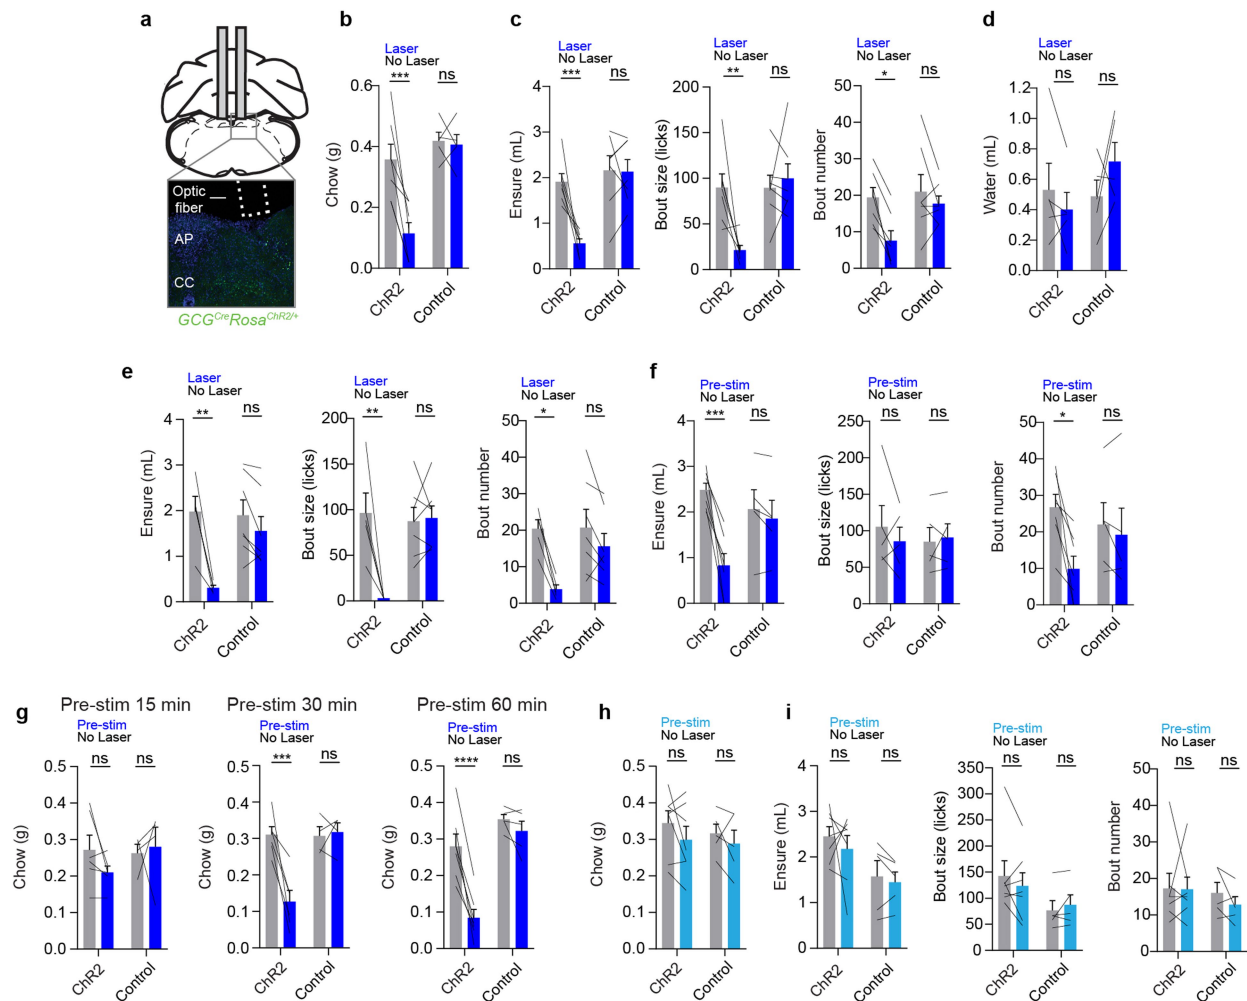 a
Optic
fiber
AP
CC
GCG^Cre Rosa^ChR2/+
b
Laser
No Laser
***
ns
Chow (g)
0.6
0.4
0.2
0.0
ChR2
Control
c
Laser
No Laser
***
ns
Ensure (mL)
4
3
2
1
0
ChR2
Control
Laser
No Laser
**
ns
Bout size (licks)
200
150
100
50
0
ChR2
Control
Laser
No Laser
*
ns
Bout number
50
40
30
20
10
0
ChR2
Control
d
Laser
No Laser
ns
ns
Water (mL)
1.2
1.0
0.8
0.6
0.4
0.2
0.0
ChR2
Control
e
Laser
No Laser
**
ns
Ensure (mL)
4
3
2
1
0
ChR2
Control
Laser
No Laser
**
ns
Bout size (licks)
200
150
100
50
0
ChR2
Control
Laser
No Laser
*
ns
Bout number
50
40
30
20
10
0
ChR2
Control
f
Pre-stim
No Laser
***
ns
Ensure (mL)
4
3
2
1
0
ChR2
Control
Pre-stim
No Laser
ns
ns
Bout size (licks)
250
200
150
100
50
0
ChR2
Control
Pre-stim
No Laser
*
ns
Bout number
50
40
30
20
10
0
ChR2
Control
g
Pre-stim 15 min
Pre-stim
No Laser
ns
ns
Chow (g)
0.5
0.4
0.3
0.2
0.1
0.0
ChR2
Control
Pre-stim 30 min
Pre-stim
No Laser
***
ns
Chow (g)
0.5
0.4
0.3
0.2
0.1
0.0
ChR2
Control
Pre-stim 60 min
Pre-stim
No Laser
****
ns
Chow (g)
0.5
0.4
0.3
0.2
0.1
0.0
ChR2
Control
h
Pre-stim
No Laser
ns
ns
Chow (g)
0.5
0.4
0.3
0.2
0.1
0.0
ChR2
Control
i
Pre-stim
No Laser
ns
ns
Ensure (mL)
4
3
2
1
0
ChR2
Control
Pre-stim
No Laser
ns
ns
Bout size (licks)
350
300
250
200
150
100
50
0
ChR2
Control
Pre-stim
No Laser
ns
ns
Bout number
50
40
30
20
10
0
ChR2
Control